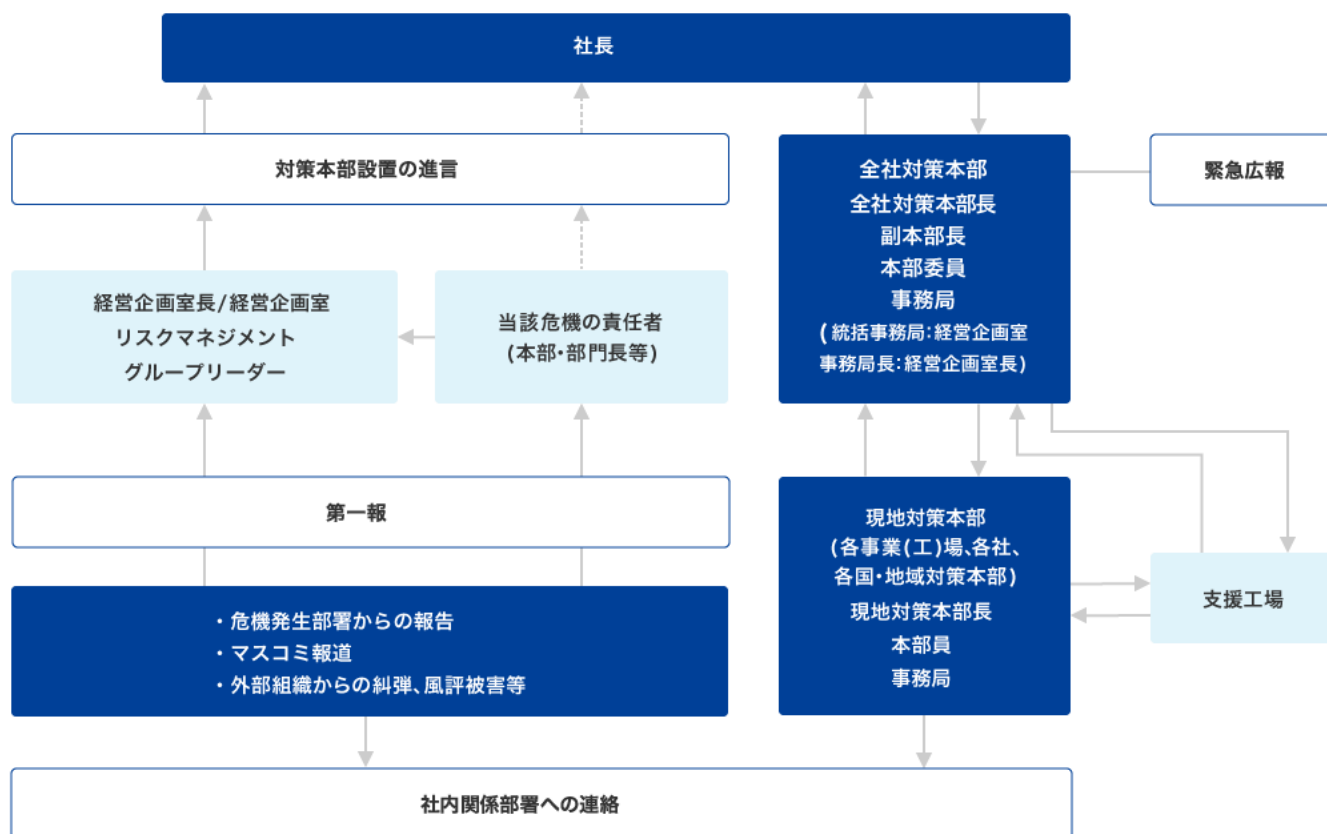 社長
対策本部設置の進言
経営企画室長/経営企画室
リスクマネジメント
グループリーダー
当該危機の責任者
(本部・部門長等)
第一報
・危機発生部署からの報告
・マスコミ報道
・外部組織からの糾弾、風評被害等
全社対策本部
全社対策本部長
副本部長
本部委員
事務局
(統括事務局:経営企画室
事務局長:経営企画室長)
緊急広報
現地対策本部
(各事業(工)場、各社、
各国・地域対策本部)
現地対策本部長
本部員
事務局
支援工場
社内関係部署への連絡